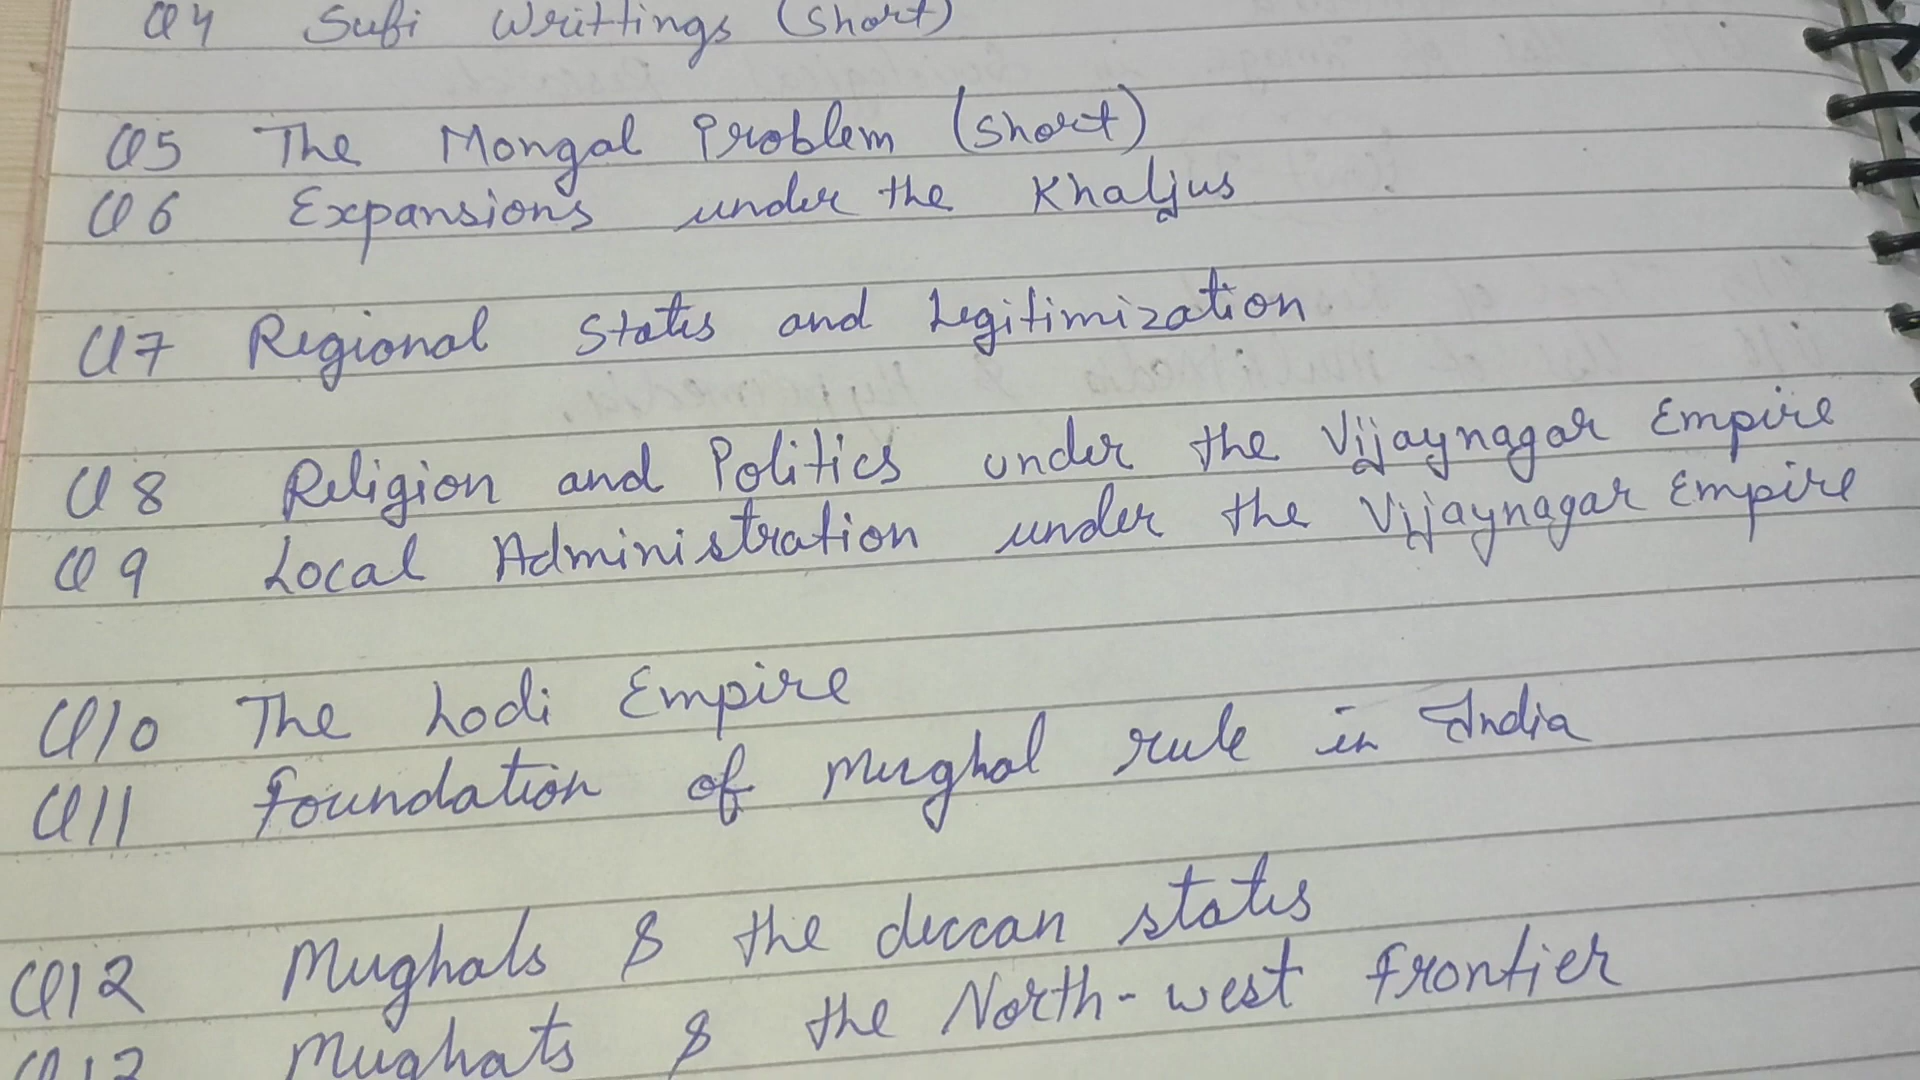 Q4 Sufi Writtings (Short)
Q5 The Mongal Problem (Short)
Q6 Expansions under the Khaljus
Q7 Regional States and Legitimization
Q8 Religion and Politics under the Vijaynagar Empire
Q9 Local Administration under the Vijaynagar Empire
Q10 The Lodi Empire
Q11 Foundation of Mughal rule in India
Q12 Mughals & the deccan states
Q13 Mughals & the North-west Frontier